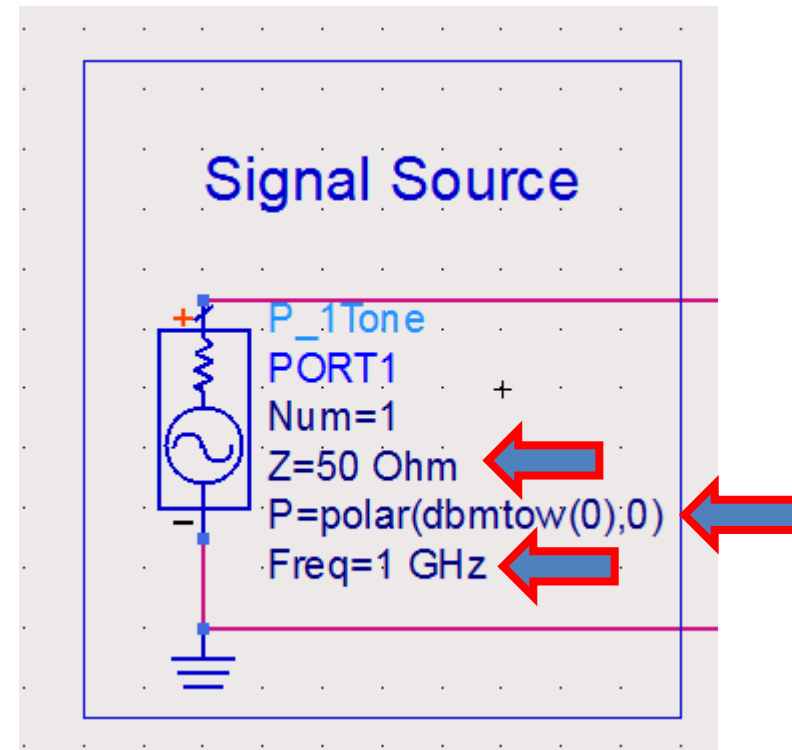 Signal Source
+
P_1Tone
PORT1
Num=1
Z=50 Ohm
P=polar(dbmtow(0);0)
Freq=1 GHz
−